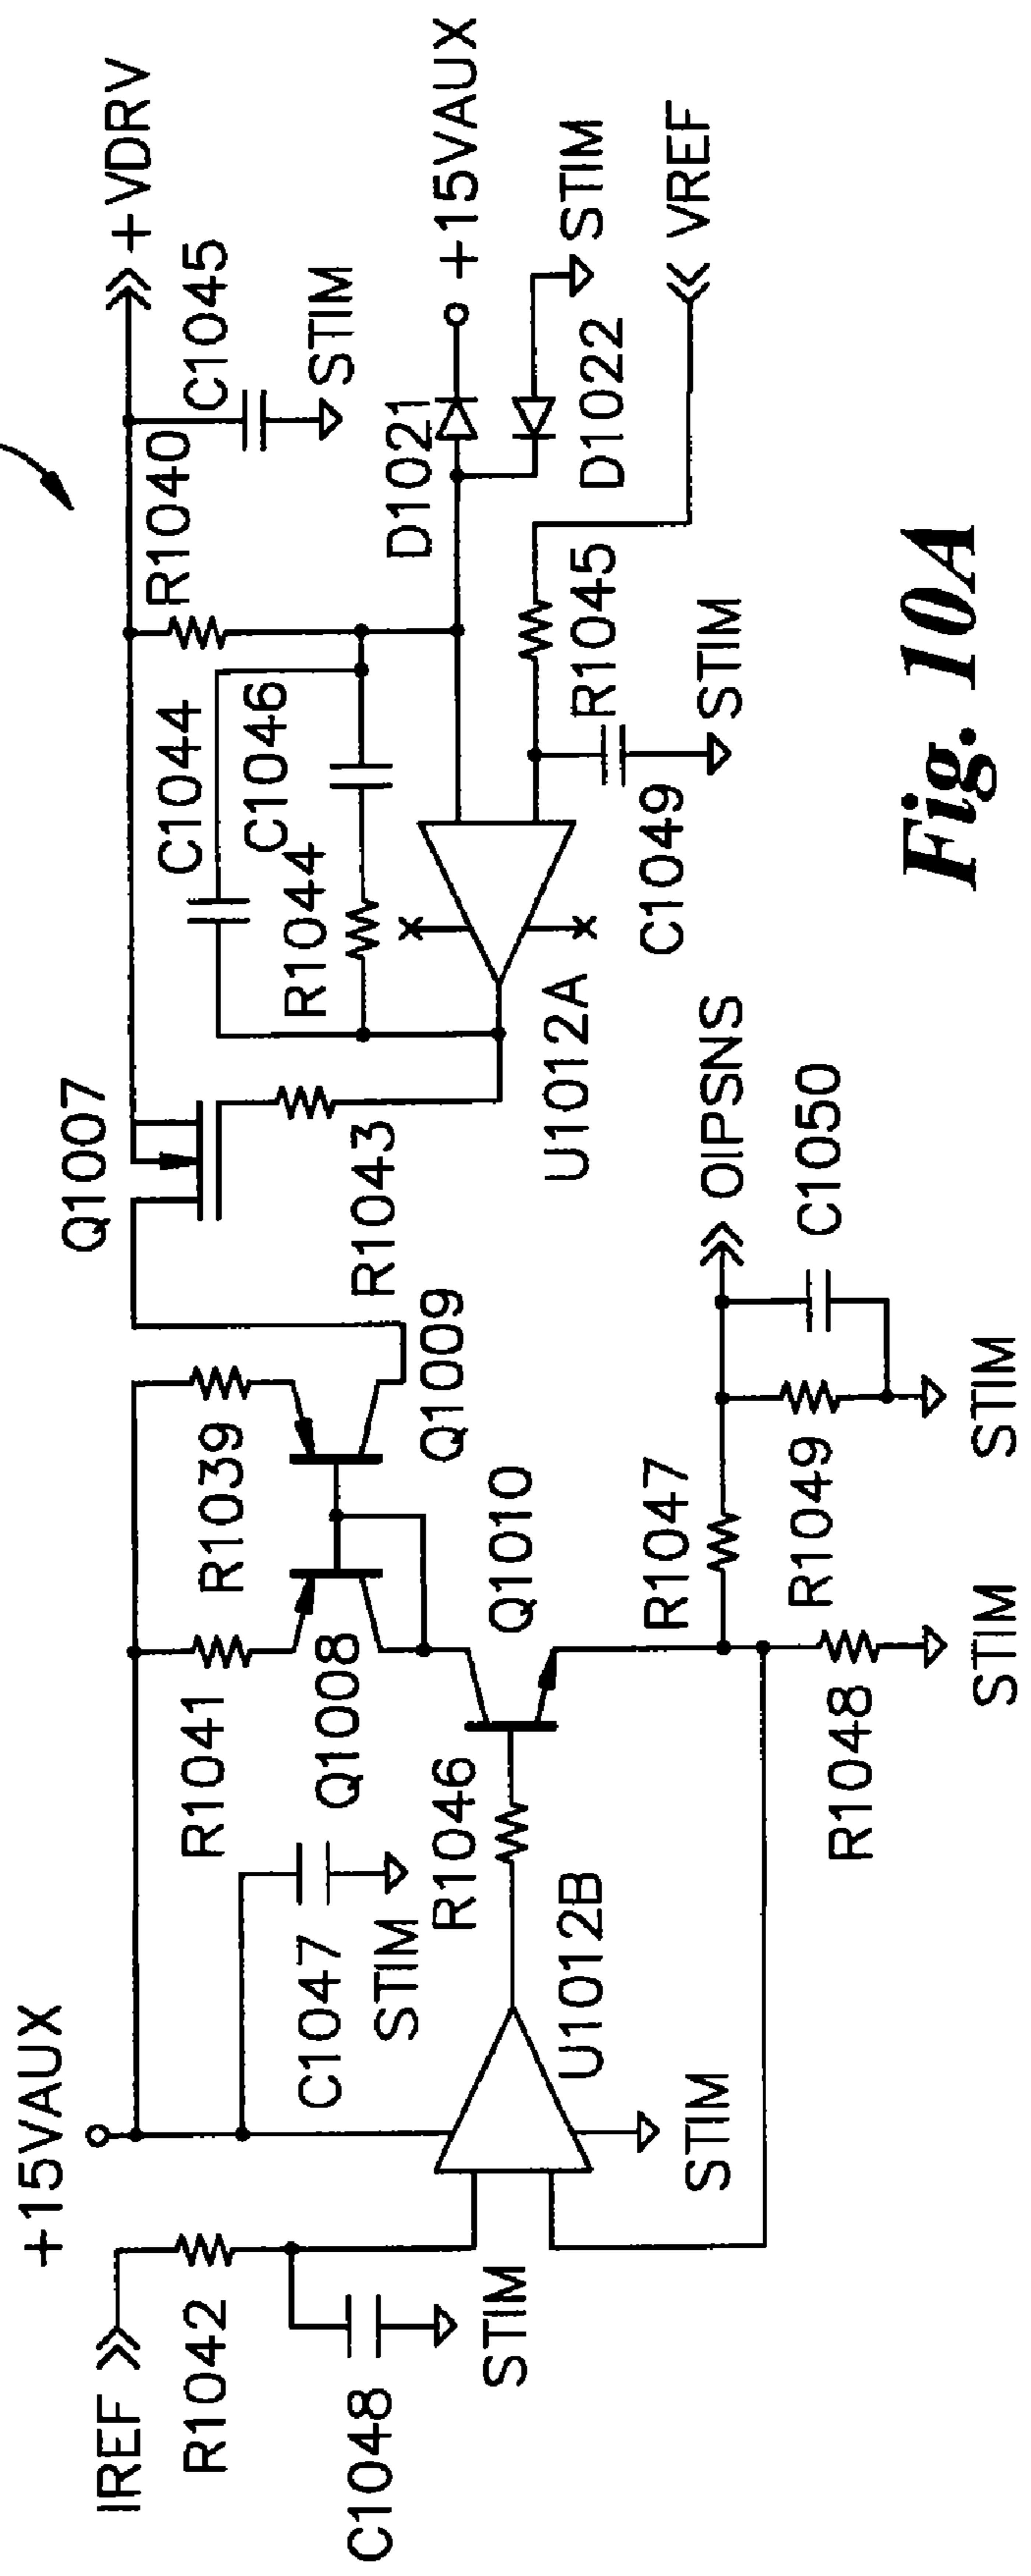 +15VAUX
IREF
R1042
C1048
STIM
C1047
STIM
R1041
Q1008
R1039
Q1009
R1046
Q1010
U1012B
STIM
R1048
STIM
R1047
R1049
STIM
C1050
OIPSNS
Q1007
R1043
U1012A
C1044
C1046
R1044
R1040
C1045
STIM
+VDRV
D1021
+15VAUX
D1022
STIM
R1045
C1049
STIM
VREF
Fig. 10A